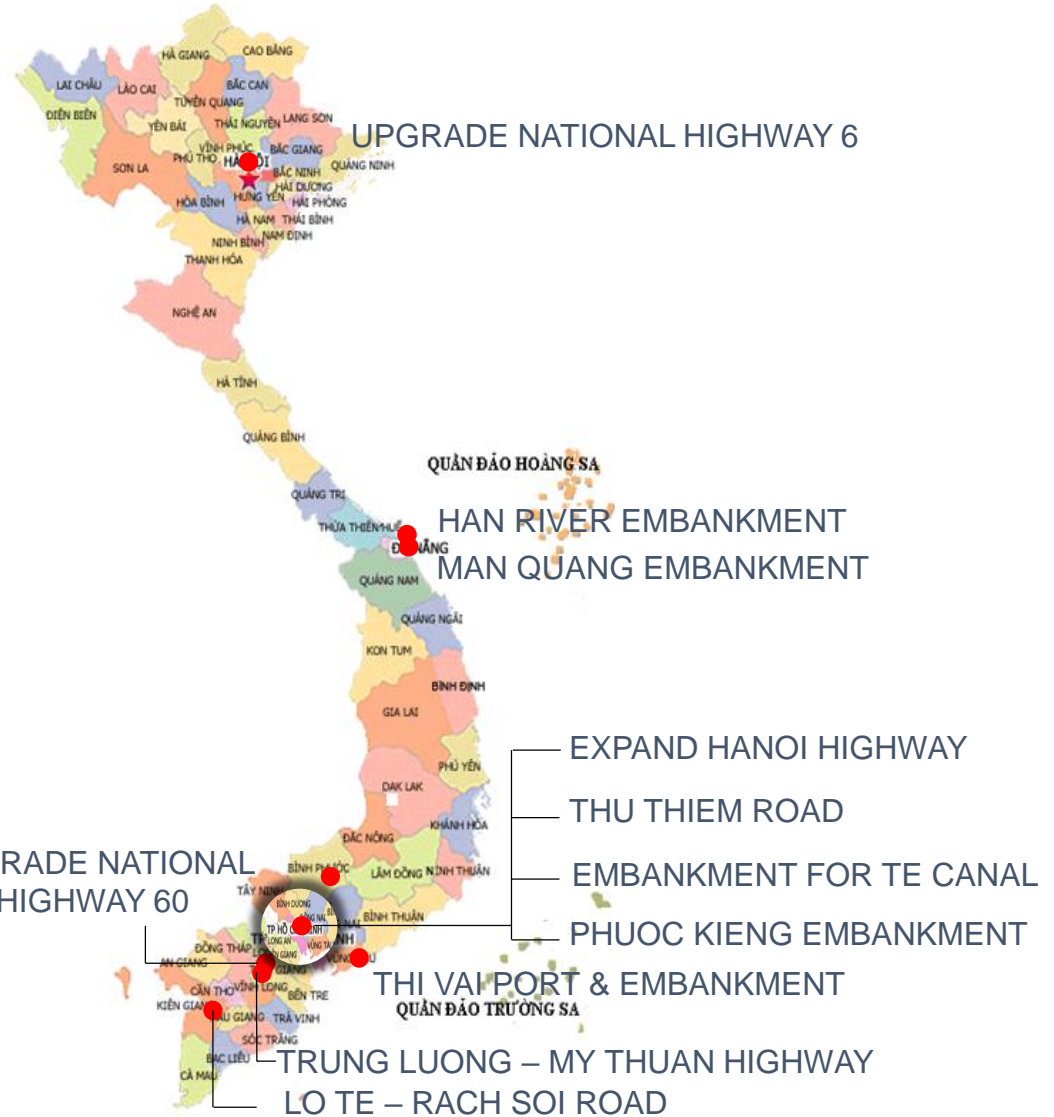 HÀ GIANG
CAO BẰNG
LAI CHÂU
LÀO CAI
BẮC CẠN
ĐIỆN BIÊN
TUYÊN QUANG
YÊN BÁI
THÁI NGUYÊN
LANG SON
UPGRADE NATIONAL HIGHWAY 6
VĨNH PHÚC
BẮC GIANG
PHÚ THỌ
SON LA
QUẢNG NINH
BẮC NINH
HẢI DƯƠNG
HÒA BÌNH
HƯNG YÊN
HẢI PHÒNG
HÀ NAM
THÁI BÌNH
NINH BÌNH
NAM ĐỊNH
THANH HÓA
NGHỆ AN
HÀ TĨNH
QUẢNG BÌNH
QUẦN ĐẢO HOÀNG SA
QUẢNG TRỊ
THỪA THIÊN HUẾ
HAN RIVER EMBANKMENT
MAN QUANG EMBANKMENT
QUẢNG NAM
QUẢNG NGÃI
KON TUM
BÌNH ĐỊNH
GIA LAI
EXPAND HANOI HIGHWAY
PHÚ YÊN
DAK LAK
THU THIEM ROAD
KHÁNH HÒA
ĐẮC NÔNG
RADE NATIONAL
HIGHWAY 60
BÌNH PHƯỚC
LÂM ĐỒNG
NINH THUẬN
EMBANKMENT FOR TE CANAL
TÂY NINH
BÌNH DƯƠNG
BÌNH THUẬN
PHUOC KIENG EMBANKMENT
LONG AN
ĐỒNG THÁP
AN GIANG
THI VAI PORT & EMBANKMENT
CẦN THƠ
VĨNH LONG
BẾN TRE
KIÊN GIANG
TRÀ VINH
QUẦN ĐẢO TRƯỜNG SA
SÓC TRĂNG
BẠC LIÊU
CÀ MAU
TRUNG LUONG – MY THUAN HIGHWAY
LO TE – RACH SOI ROAD